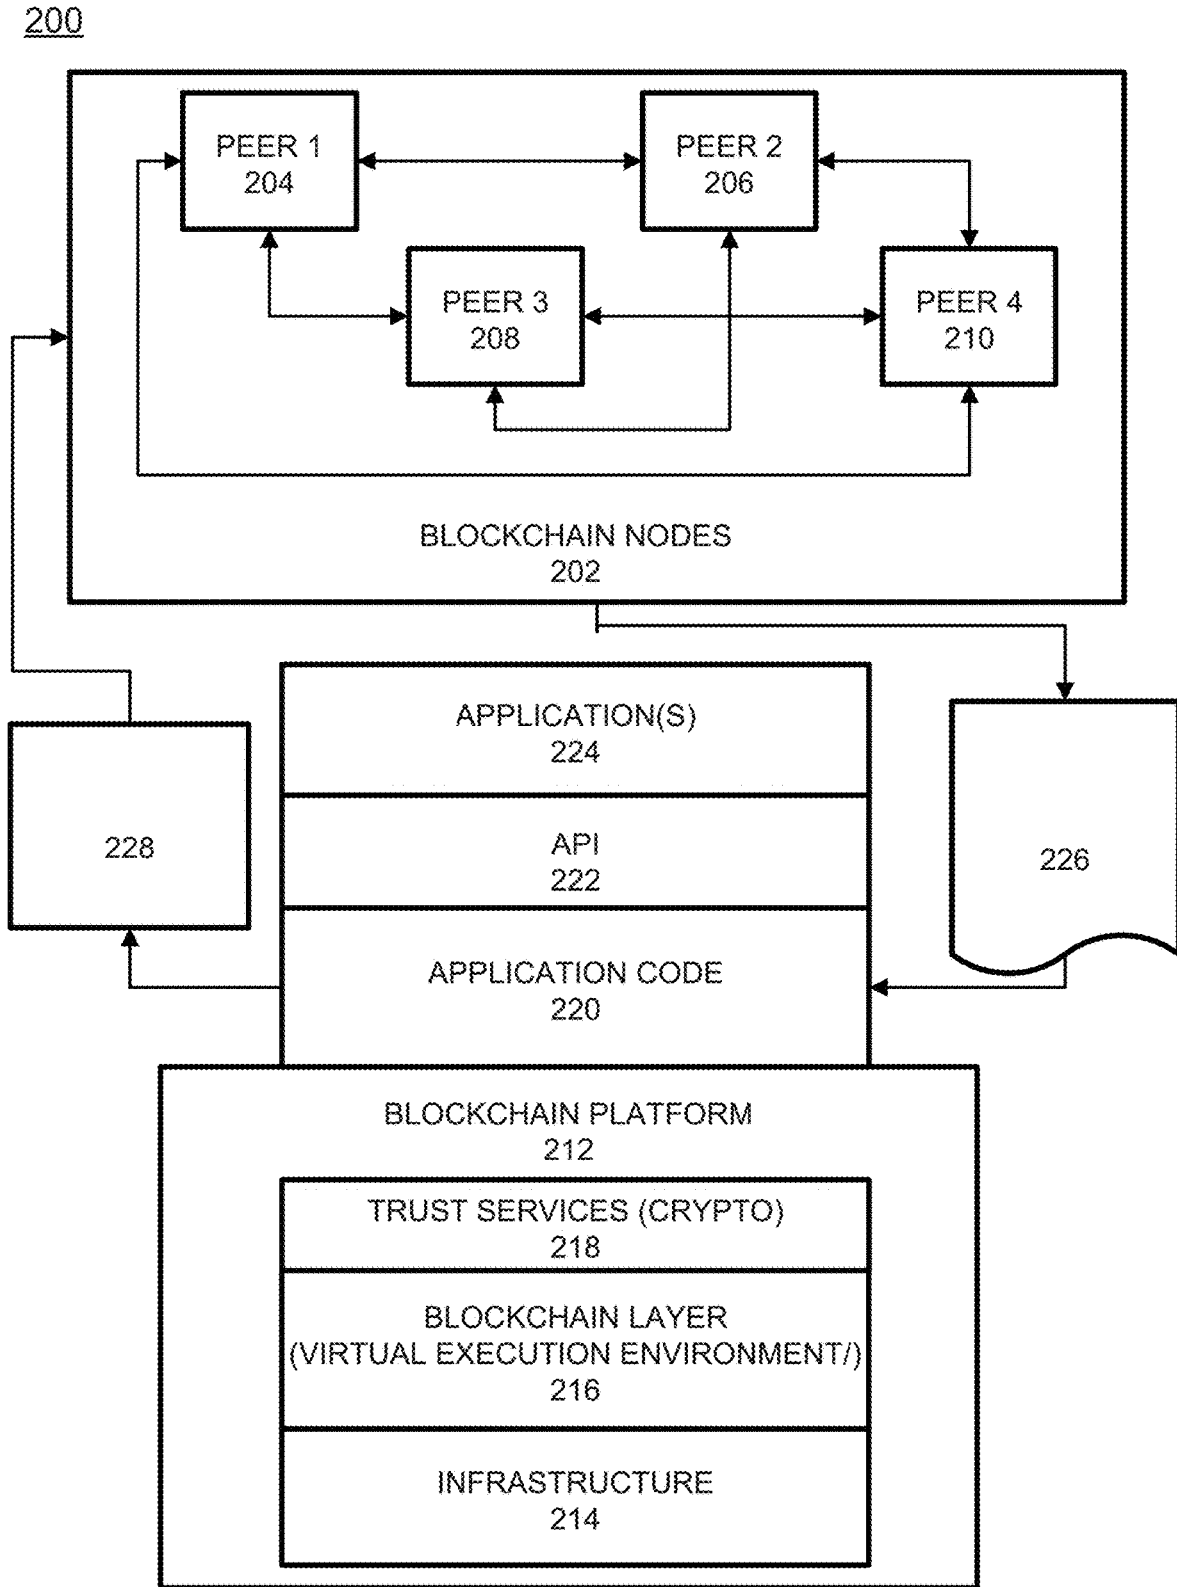 200
PEER 1
204
PEER 2
206
PEER 3
208
PEER 4
210
BLOCKCHAIN NODES
202
APPLICATION(S)
224
228
API
222
226
APPLICATION CODE
220
BLOCKCHAIN PLATFORM
212
TRUST SERVICES (CRYPTO)
218
BLOCKCHAIN LAYER
(VIRTUAL EXECUTION ENVIRONMENT/)
216
INFRASTRUCTURE
214